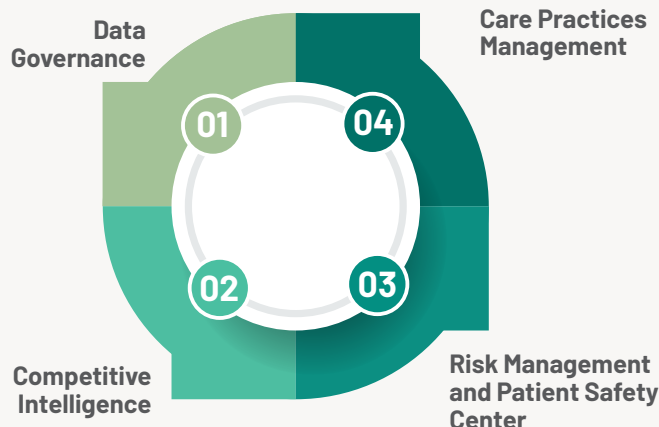 Data
Governance
01
Care Practices
Management
04
02
Competitive
Intelligence
03
Risk Management
and Patient Safety
Center